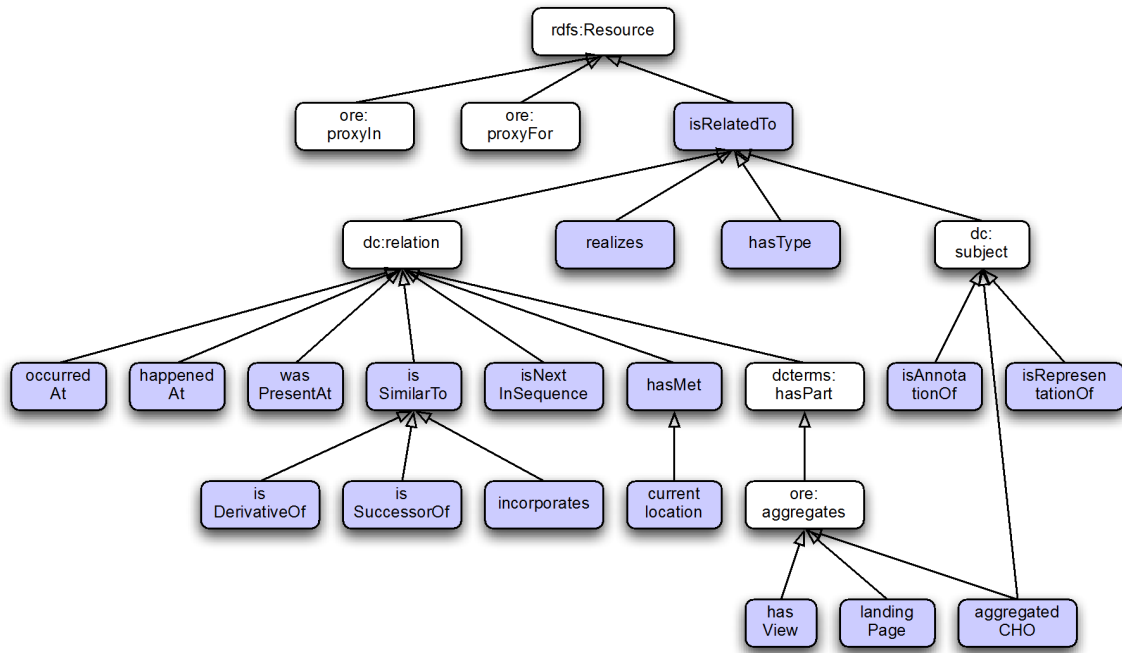 rdfs:Resource
ore:
proxyIn
ore:
proxyFor
isRelatedTo
dc:relation
realizes
hasType
dc:
subject
occurred
At
happened
At
was
PresentAt
is
SimilarTo
isNext
InSequence
hasMet
dcterms:
hasPart
isAnnota
tionOf
isRepresen
tationOf
is
DerivativeOf
is
SuccessorOf
incorporates
current
location
ore:
aggregates
has
View
landing
Page
aggregated
CHO